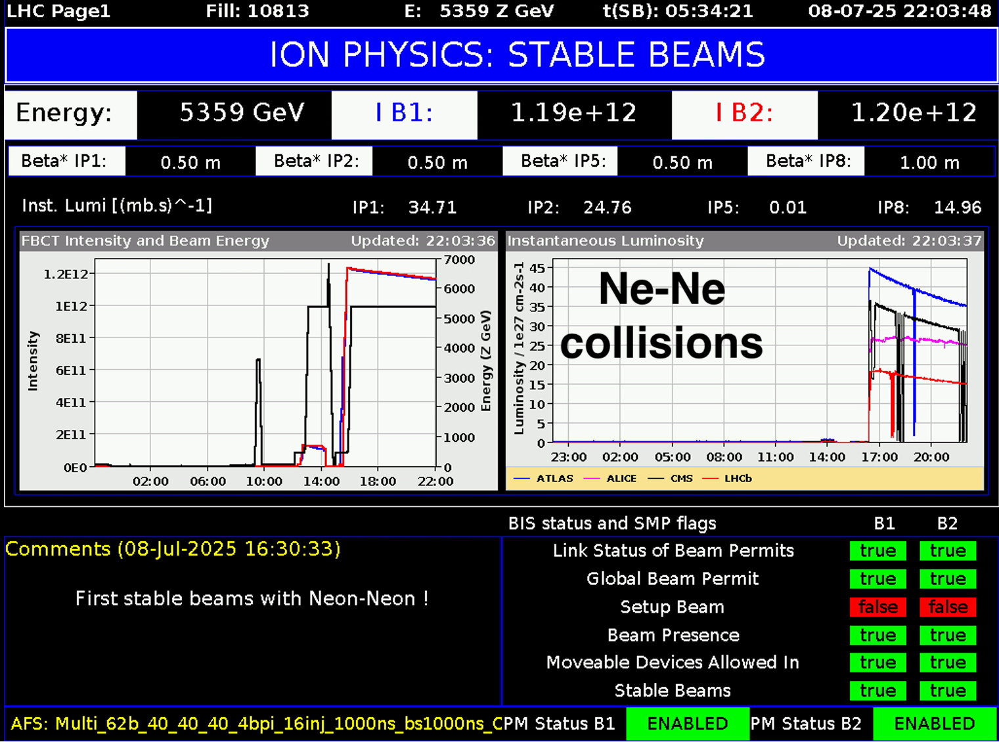 LHC Page1 Fill: 10813 E: 5359 Z GeV t(SB): 05:34:21 08-07-25 22:03:48
ION PHYSICS: STABLE BEAMS
Energy: 5359 GeV I B1: 1.19e+12 I B2: 1.20e+12
Beta* IP1: 0.50 m Beta* IP2: 0.50 m Beta* IP5: 0.50 m Beta* IP8: 1.00 m
Inst. Lumi [(mb.s)^-1] IP1: 34.71 IP2: 24.76 IP5: 0.01 IP8: 14.96
FBCT Intensity and Beam Energy Updated: 22:03:36
Intensity
1.2E12
1E12
8E11
6E11
4E11
2E11
0E0
7000
6000
5000
4000
3000
2000
1000
0
Energy (Z GeV)
02:00 06:00 10:00 14:00 18:00 22:00
Instantaneous Luminosity Updated: 22:03:37
Luminosity / 1e27 cm-2s-1
45
40
35
30
25
20
15
10
5
0
Ne-Ne
collisions
23:00 02:00 05:00 08:00 11:00 14:00 17:00 20:00
ATLAS ALICE CMS LHCb
Comments (08-Jul-2025 16:30:33)
First stable beams with Neon-Neon !
BIS status and SMP flags B1 B2
Link Status of Beam Permits true true
Global Beam Permit true true
Setup Beam false false
Beam Presence true true
Moveable Devices Allowed In true true
Stable Beams true true
AFS: Multi_62b_40_40_40_4bpi_16inj_1000ns_bs1000ns_C PM Status B1 ENABLED PM Status B2 ENABLED